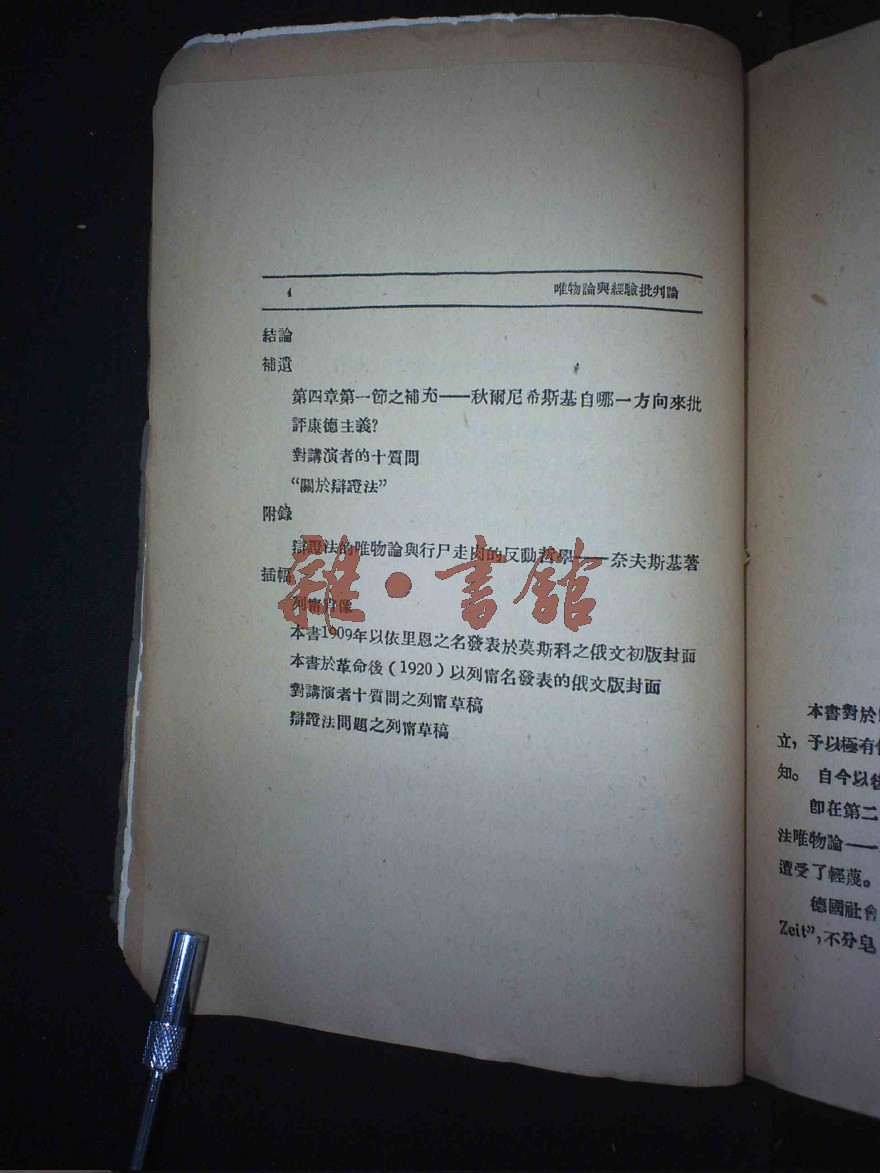 4 唯物論與經驗批判論
結論
補遺
第四章第一節之補充——秋爾尼希斯基自哪一方向來批
評康德主義?
對講演者的十質問
“關於辯證法”
附錄
辯證法的唯物論與行尸走肉的反動哲學——奈夫斯基著
插幅
列甯肖像
本書1909年以依里恩之名發表於莫斯科之俄文初版封面
本書於革命後(1920)以列甯名發表的俄文版封面
對講演者十質問之列甯草稿
辯證法問題之列甯草稿
雜·書館
本書對於
立,予以極有
知。自今以後
卽在第二
法唯物論——
遭受了輕蔑。
德國社會
Zeit”,不分皂